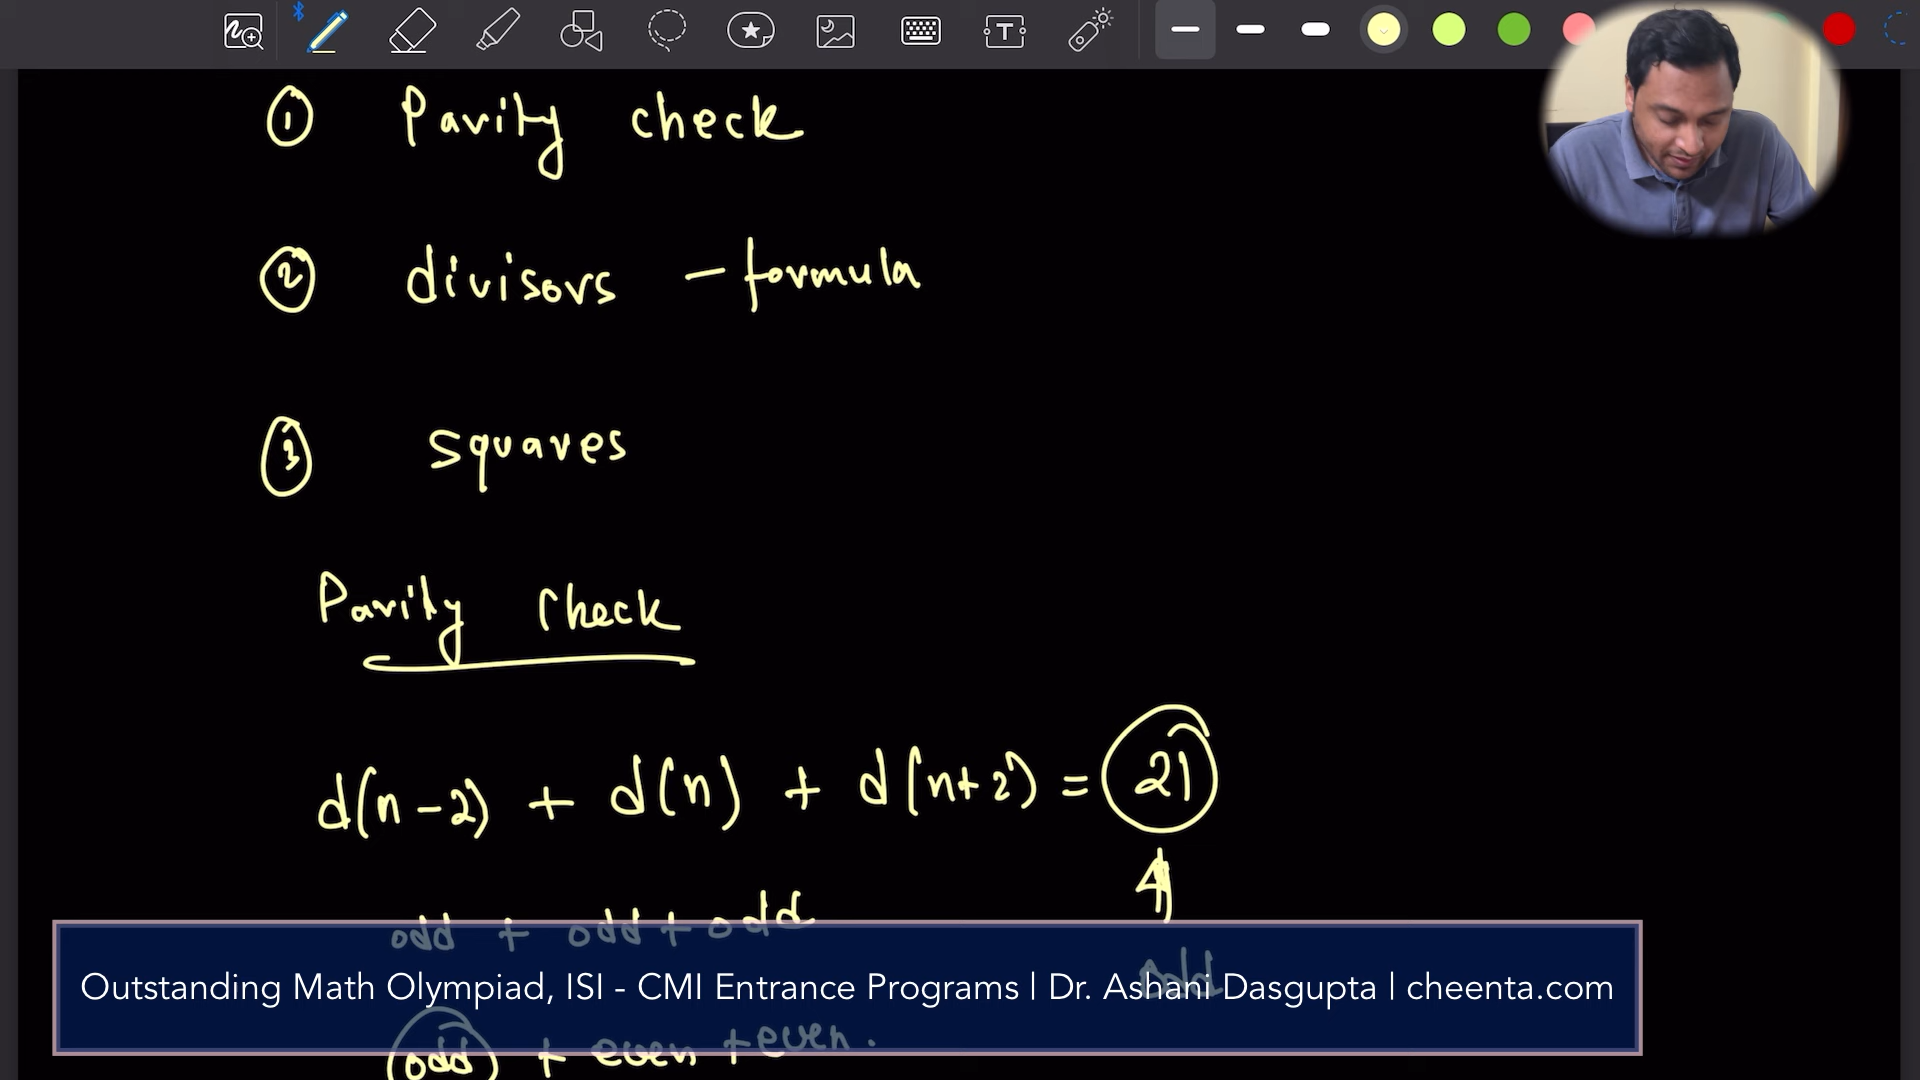 ① Parity check
② divisors - formula
③ squares
Parity Check
d(n-2) + d(n) + d(n+2) = 21
odd + odd + odd
odd
Outstanding Math Olympiad, ISI - CMI Entrance Programs | Dr. Ashani Dasgupta | cheenta.com
odd + even + even.